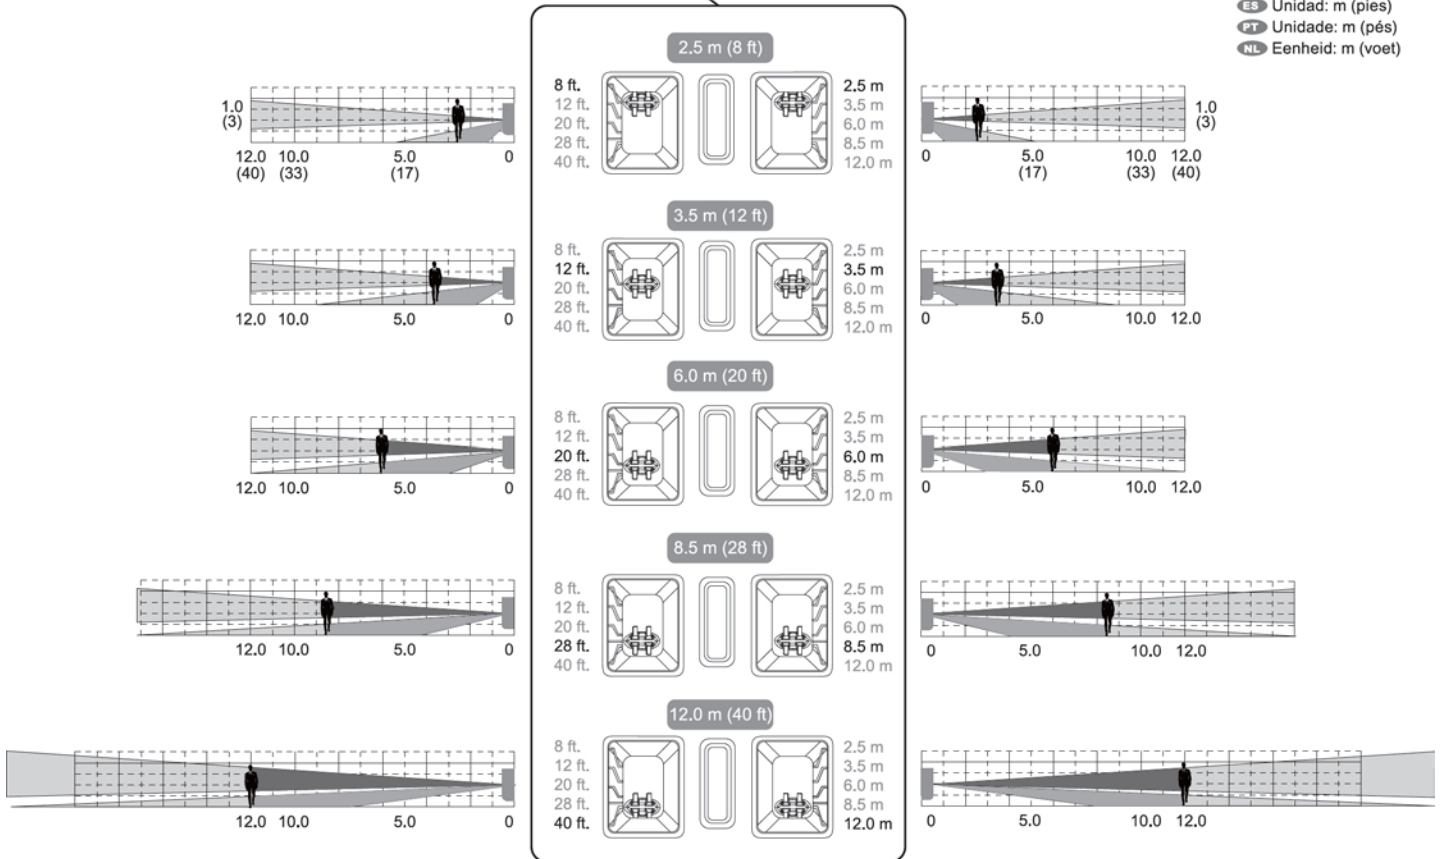 ES Unidad: m (pies)
PT Unidade: m (pés)
NL Eenheid: m (voet)
2.5 m (8 ft)
1.0
(3)
12.0 10.0 5.0 0
(40) (33) (17)
8 ft.
12 ft.
20 ft.
28 ft.
40 ft.
2.5 m
3.5 m
6.0 m
8.5 m
12.0 m
1.0
(3)
0 5.0 10.0 12.0
(17) (33) (40)
3.5 m (12 ft)
12.0 10.0 5.0 0
8 ft.
12 ft.
20 ft.
28 ft.
40 ft.
2.5 m
3.5 m
6.0 m
8.5 m
12.0 m
0 5.0 10.0 12.0
6.0 m (20 ft)
12.0 10.0 5.0 0
8 ft.
12 ft.
20 ft.
28 ft.
40 ft.
2.5 m
3.5 m
6.0 m
8.5 m
12.0 m
0 5.0 10.0 12.0
8.5 m (28 ft)
12.0 10.0 5.0 0
8 ft.
12 ft.
20 ft.
28 ft.
40 ft.
2.5 m
3.5 m
6.0 m
8.5 m
12.0 m
0 5.0 10.0 12.0
12.0 m (40 ft)
12.0 10.0 5.0 0
8 ft.
12 ft.
20 ft.
28 ft.
40 ft.
2.5 m
3.5 m
6.0 m
8.5 m
12.0 m
0 5.0 10.0 12.0